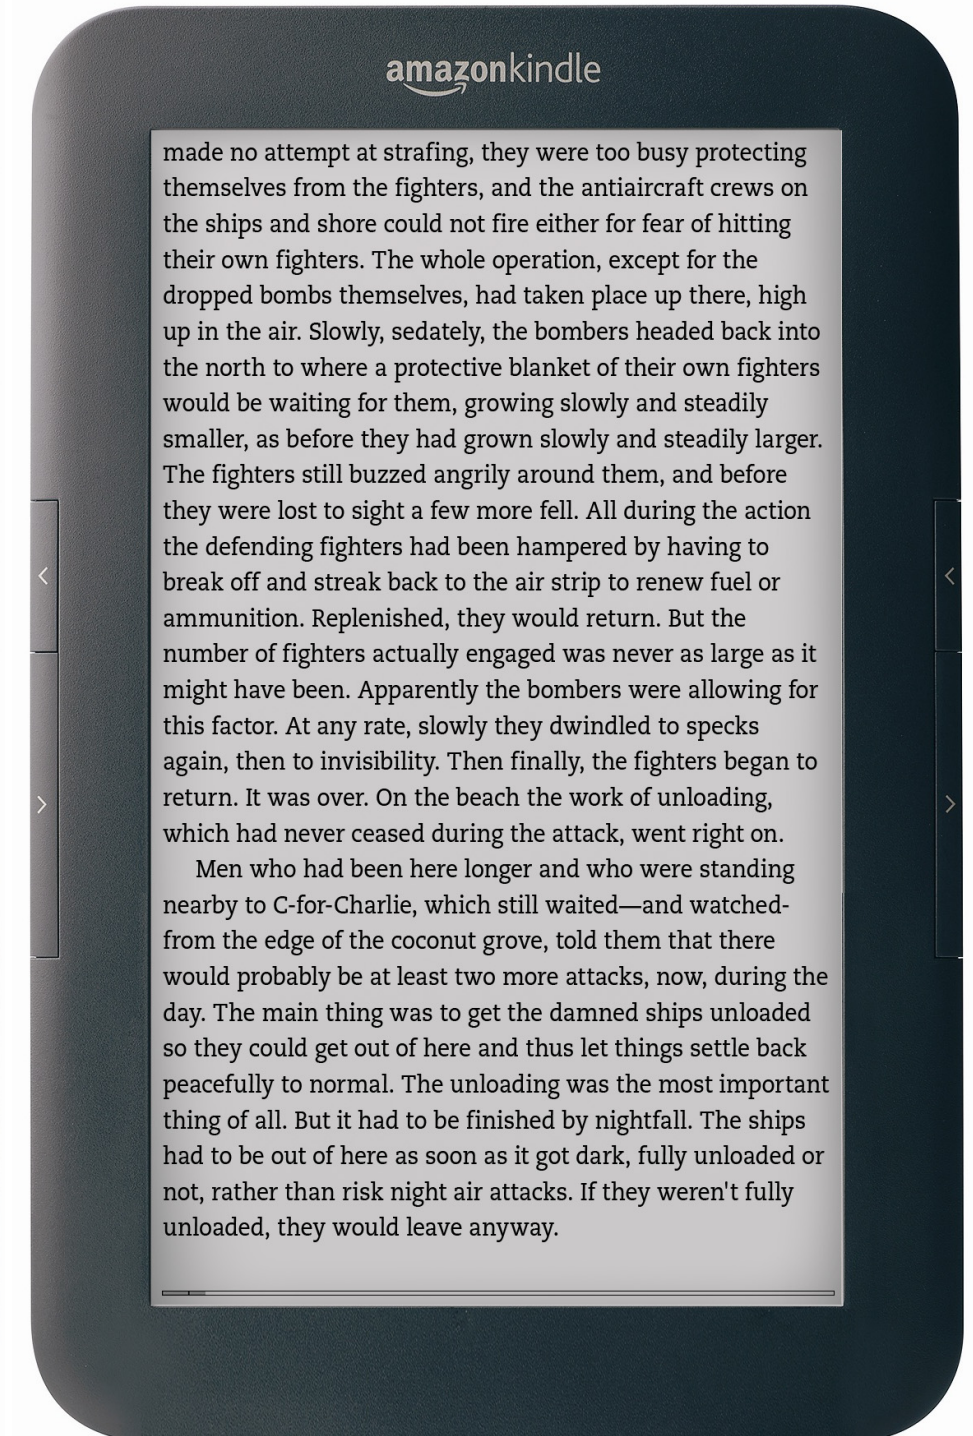 amazonkindle
made no attempt at strafing, they were too busy protecting
themselves from the fighters, and the antiaircraft crews on
the ships and shore could not fire either for fear of hitting
their own fighters. The whole operation, except for the
dropped bombs themselves, had taken place up there, high
up in the air. Slowly, sedately, the bombers headed back into
the north to where a protective blanket of their own fighters
would be waiting for them, growing slowly and steadily
smaller, as before they had grown slowly and steadily larger.
The fighters still buzzed angrily around them, and before
they were lost to sight a few more fell. All during the action
the defending fighters had been hampered by having to
break off and streak back to the air strip to renew fuel or
ammunition. Replenished, they would return. But the
number of fighters actually engaged was never as large as it
might have been. Apparently the bombers were allowing for
this factor. At any rate, slowly they dwindled to specks
again, then to invisibility. Then finally, the fighters began to
return. It was over. On the beach the work of unloading,
which had never ceased during the attack, went right on.
Men who had been here longer and who were standing
nearby to C-for-Charlie, which still waited—and watched-
from the edge of the coconut grove, told them that there
would probably be at least two more attacks, now, during the
day. The main thing was to get the damned ships unloaded
so they could get out of here and thus let things settle back
peacefully to normal. The unloading was the most important
thing of all. But it had to be finished by nightfall. The ships
had to be out of here as soon as it got dark, fully unloaded or
not, rather than risk night air attacks. If they weren't fully
unloaded, they would leave anyway.